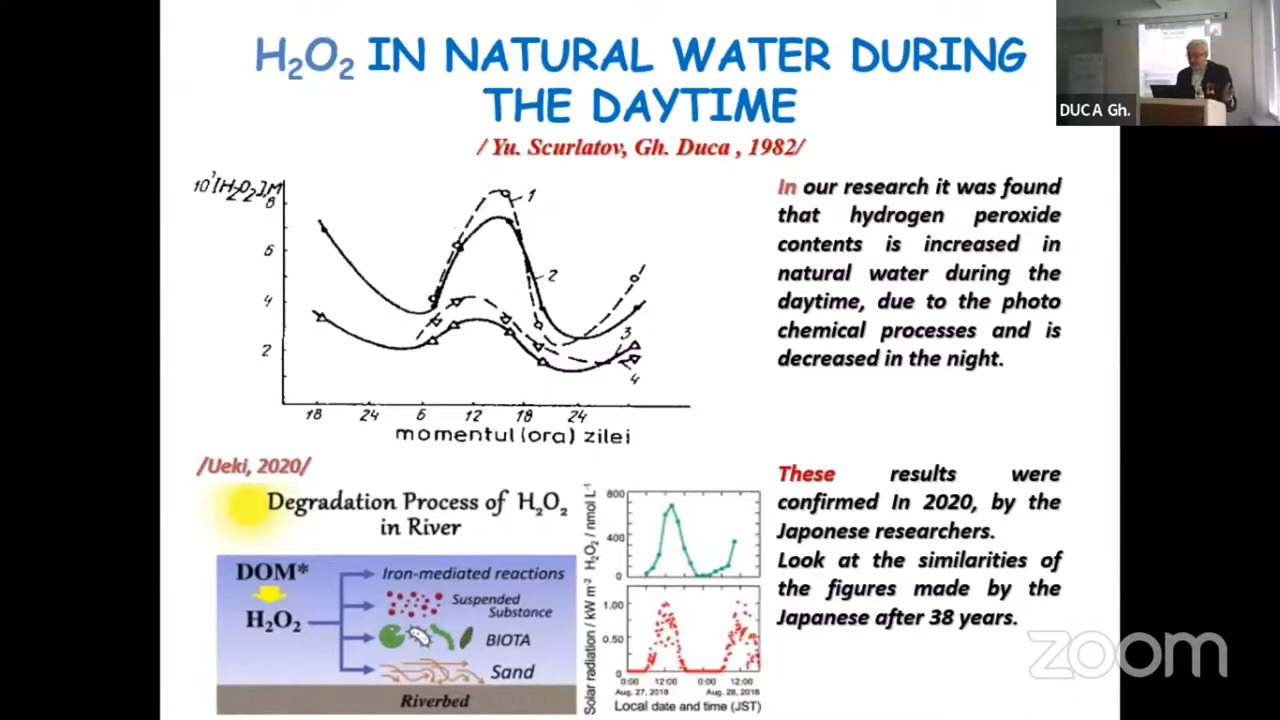 H₂O₂ IN NATURAL WATER DURING
THE DAYTIME
/ Yu. Scurlatov, Gh. Duca , 1982/
DUCA Gh.
10⁷[H₂O₂],M
8
6
4
2
1
2
3
4
18 24 6 12 18 24
momentul (ora) zilei
In our research it was found
that hydrogen peroxide
contents is increased in
natural water during the
daytime, due to the photo
chemical processes and is
decreased in the night.
/Ueki, 2020/
Degradation Process of H₂O₂
in River
DOM*
H₂O₂
Iron-mediated reactions
Suspended
Substance
BIOTA
Sand
Riverbed
H₂O₂ / nmol L⁻¹
800
400
0
Solar radiation / kW m⁻²
1.00
0.50
0
0:00 12:00 0:00 12:00
Aug. 27, 2018 Aug. 28, 2018
Local date and time (JST)
These results were
confirmed In 2020, by the
Japonese researchers.
Look at the similarities of
the figures made by the
Japanese after 38 years.
zoom